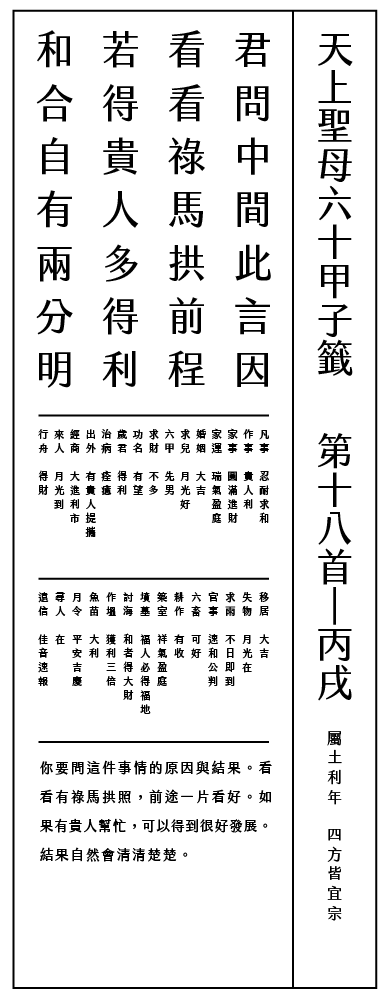 天上聖母六十甲子籤 第十八首－丙戌
屬土利年 四方皆宜宗
君問中間此言因
看看祿馬拱前程
若得貴人多得利
和合自有兩分明
凡事 忍耐求和
作事 貴人利
家事 圓滿進財
家運 瑞氣盈庭
婚姻 大吉
求兒 月光好
六甲 先男
求財 不多
功名 有望
歲君 得利
治病 痊癒
出外 有貴人提攜
經商 大進利市
來人 月光到
行舟 得財
移居 大吉
失物 月光在
求雨 不日即到
官事 速和公判
六畜 可好
耕作 有收
築室 祥氣盈庭
墳墓 福人必得福地
討海 和者得大財
作塭 獲利三倍
魚苗 大利
月令 平安吉慶
尋人 在
遠信 佳音速報
你要問這件事情的原因與結果。看
看有祿馬拱照，前途一片看好。如
果有貴人幫忙，可以得到很好發展。
結果自然會清清楚楚。